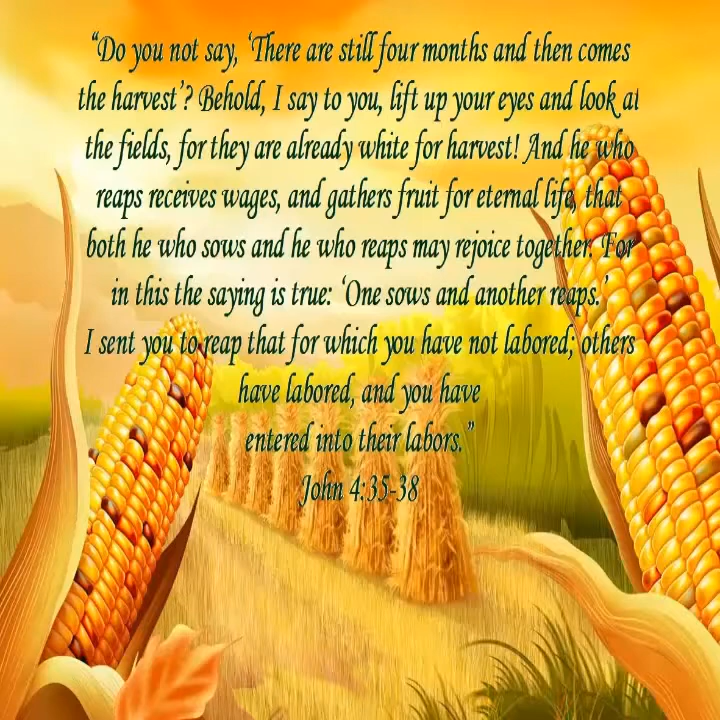 “Do you not say, ‘There are still four months and then comes
the harvest’? Behold, I say to you, lift up your eyes and look at
the fields, for they are already white for harvest! And he who
reaps receives wages, and gathers fruit for eternal life, that
both he who sows and he who reaps may rejoice together. ‘For
in this the saying is true: ‘One sows and another reaps.’
I sent you to reap that for which you have not labored; others
have labored, and you have
entered into their labors.”
John 4:35-38